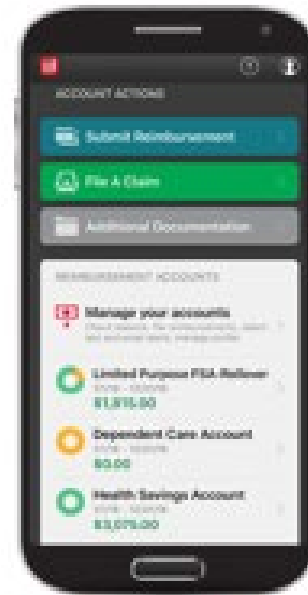 ACCOUNT ACTIONS
Submit Reimbursement
File A Claim
Additional Documentation
REIMBURSEMENT ACCOUNTS
Manage your accounts
Limited Purpose FSA Rollover
$1,815.00
Dependent Care Account
$0.00
Health Savings Account
$3,075.00